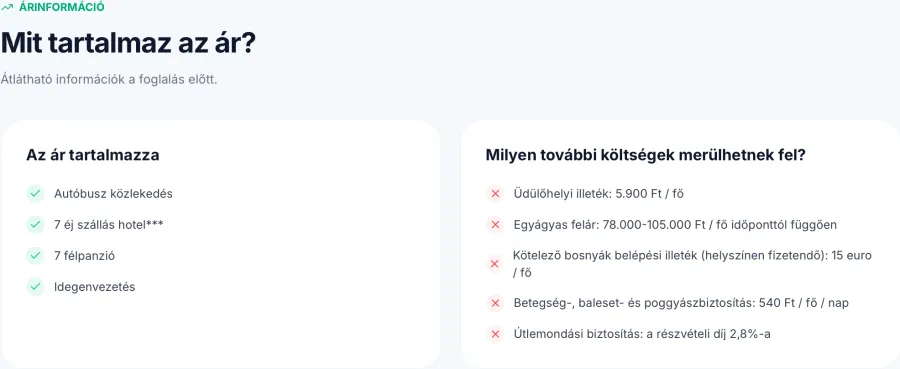 ÁRINFORMÁCIÓ
Mit tartalmaz az ár?
Átlátható információk a foglalás előtt.
Az ár tartalmazza
Autóbusz közlekedés
7 éj szállás hotel***
7 félpanzió
Idegenvezetés
Milyen további költségek merülhetnek fel?
Üdülőhelyi illeték: 5.900 Ft / fő
Egyágyas felár: 78.000-105.000 Ft / fő időponttól függően
Kötelező bosnyák belépési illeték (helyszínen fizetendő): 15 euro
/ fő
Betegség-, baleset- és poggyászbiztosítás: 540 Ft / fő / nap
Útlemondási biztosítás: a részvételi díj 2,8%-a